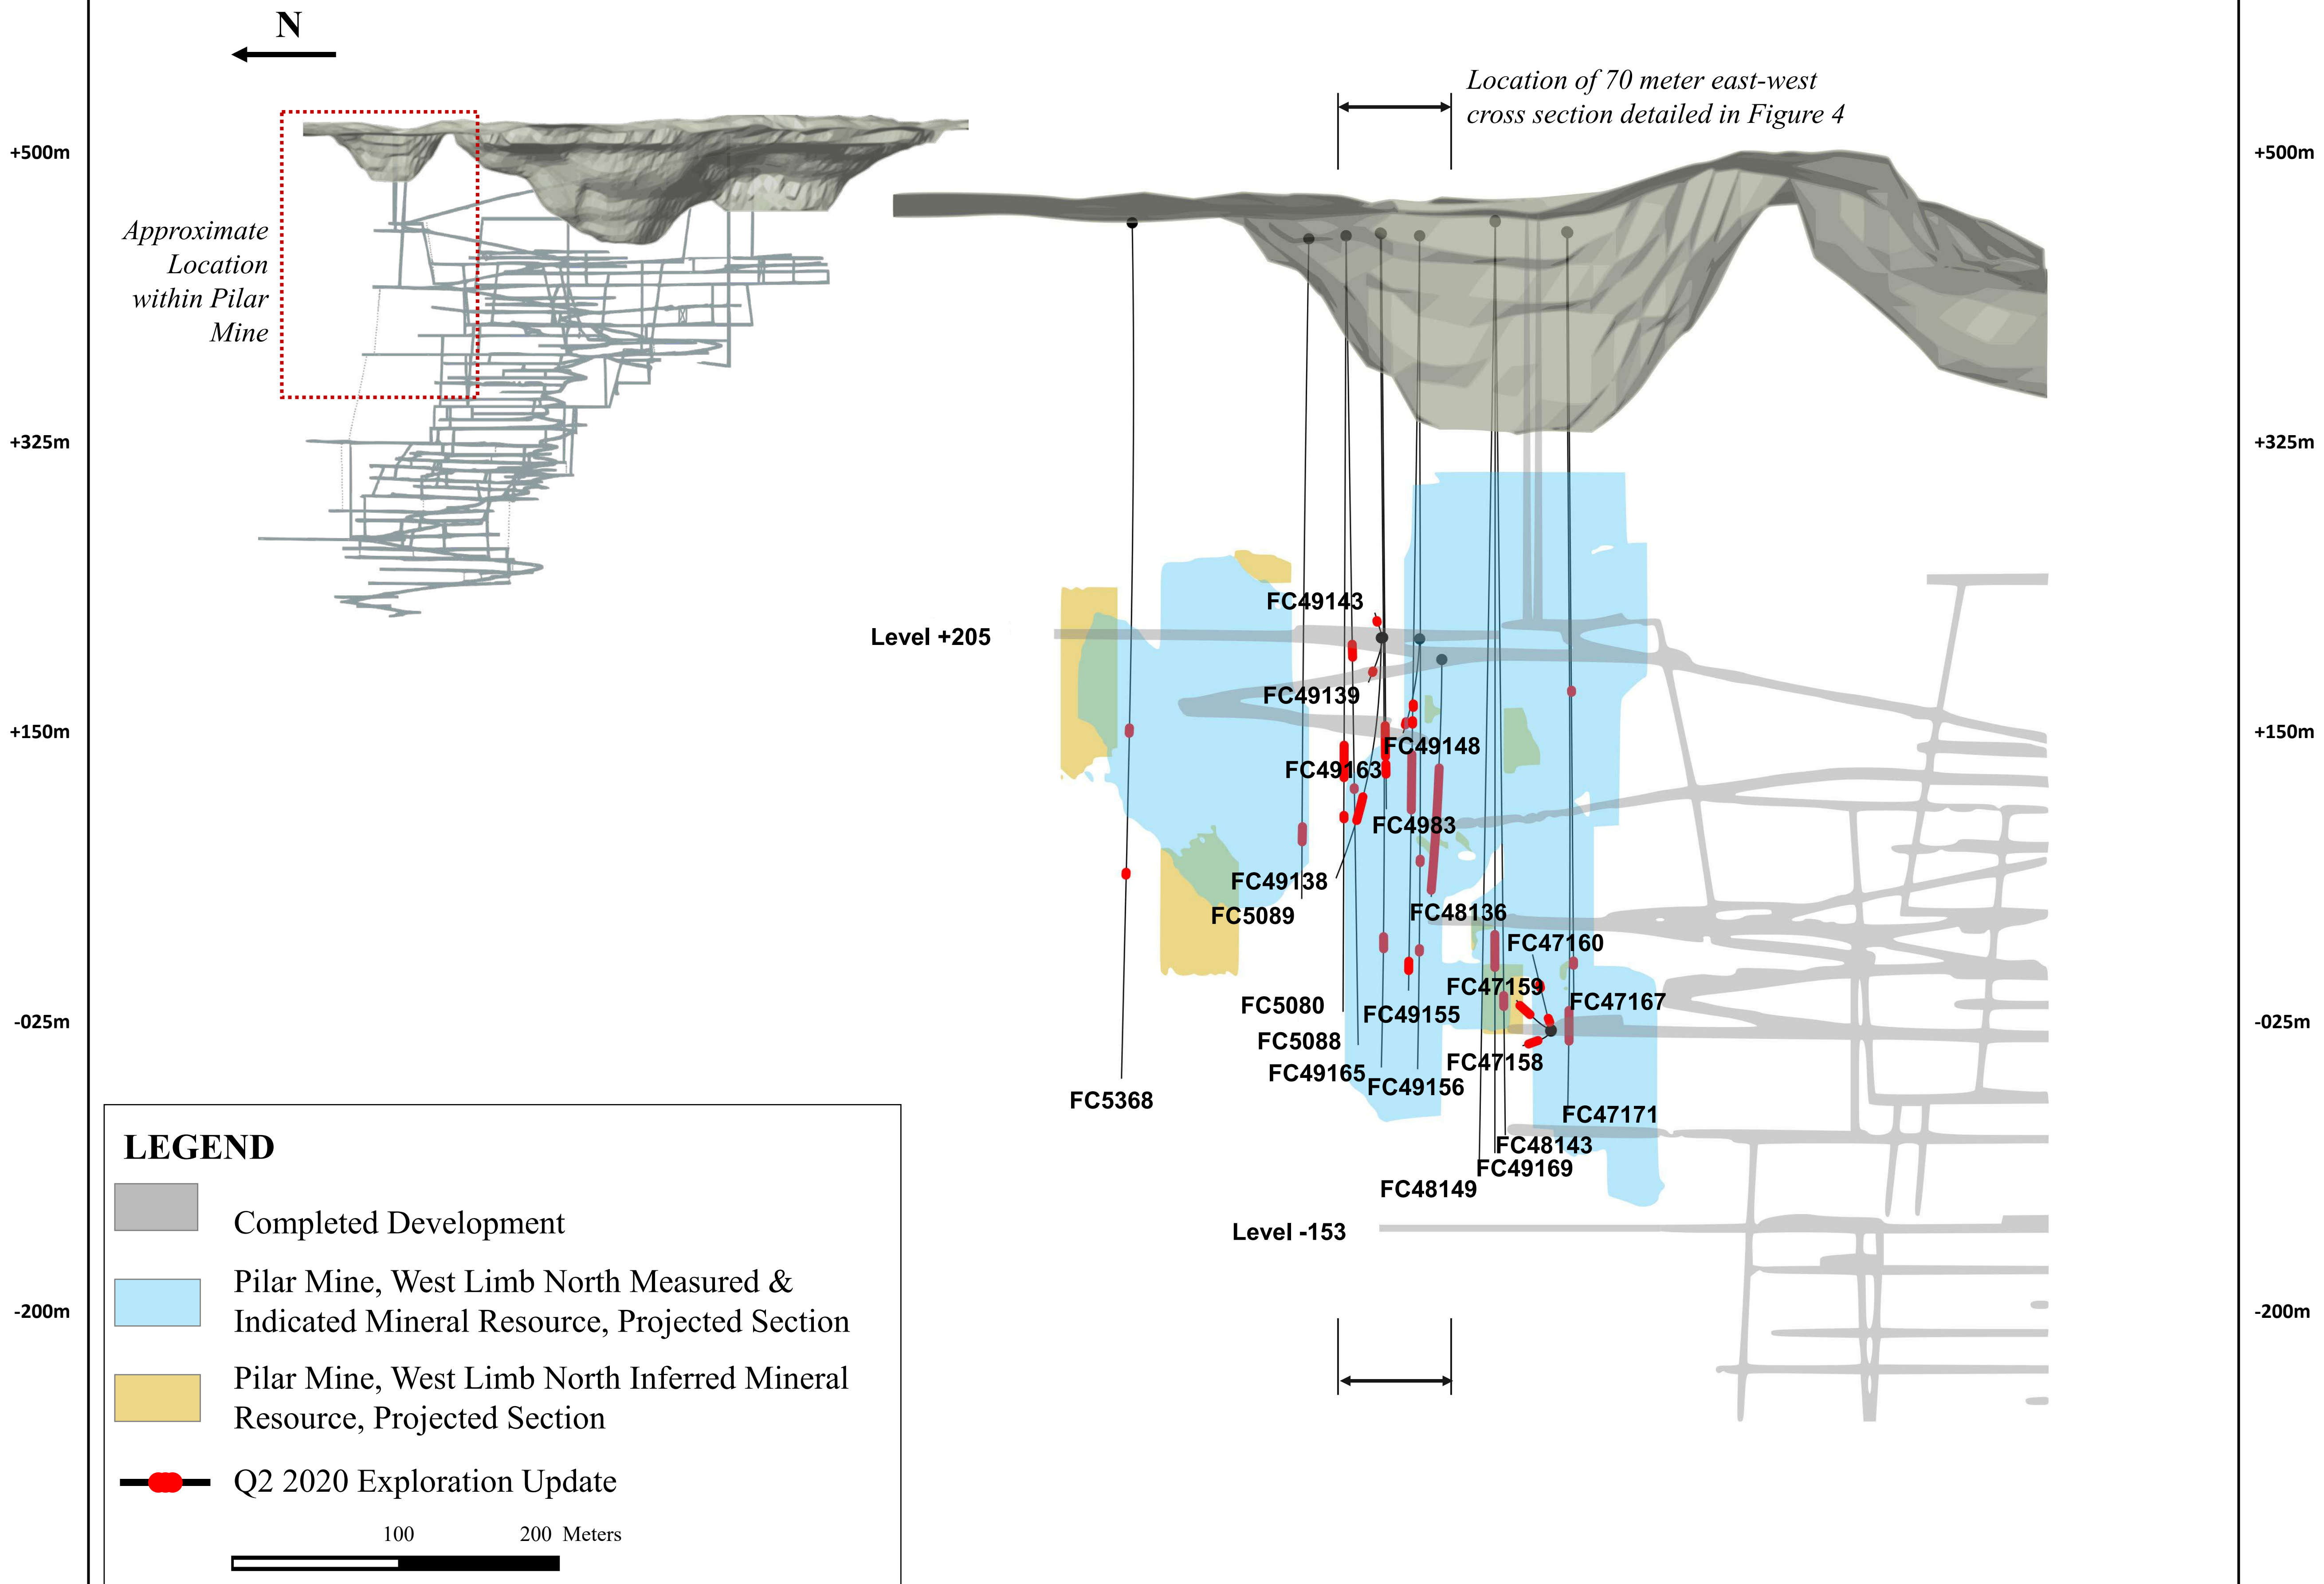 N
Location of 70 meter east-west
cross section detailed in Figure 4
+500m
+500m
Approximate
Location
within Pilar
Mine
+325m
+325m
FC49143
Level +205
FC49139
+150m
+150m
FC49148
FC49163
FC4983
FC49138
FC48136
FC5089
FC47160
FC47159
FC47167
FC5080
FC49155
-025m
-025m
FC5088
FC47158
FC49165
FC49156
FC5368
FC47171
FC48143
FC49169
FC48149
Level -153
-200m
-200m
LEGEND
Completed Development
Pilar Mine, West Limb North Measured &
Indicated Mineral Resource, Projected Section
Pilar Mine, West Limb North Inferred Mineral
Resource, Projected Section
Q2 2020 Exploration Update
100 200 Meters